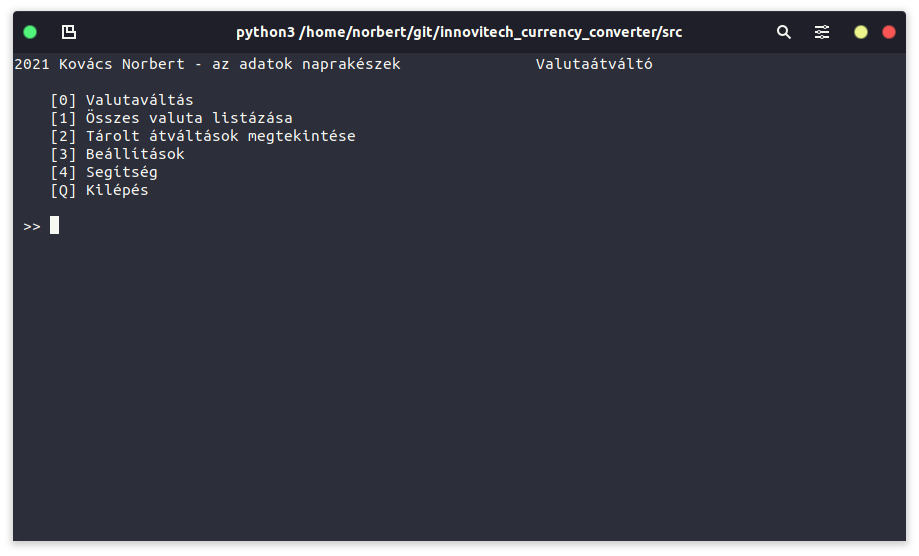 python3 /home/norbert/git/innovitech_currency_converter/src
2021 Kovács Norbert - az adatok naprakészek Valutaátváltó
[0] Valutaváltás
[1] Összes valuta listázása
[2] Tárolt átváltások megtekintése
[3] Beállítások
[4] Segítség
[Q] Kilépés
>>